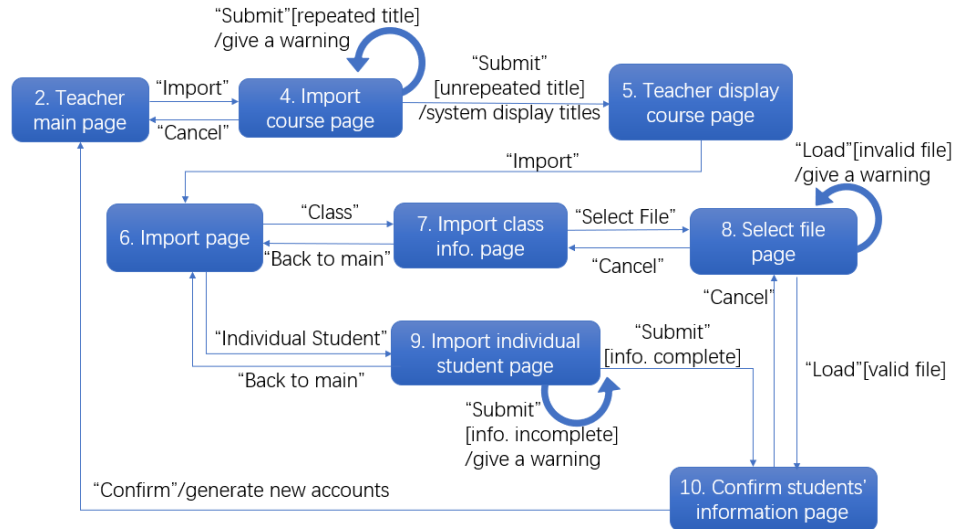 “Submit”[repeated title]
/give a warning
“Submit”
[unrepeated title]
/system display titles
2. Teacher
main page
“Import”
“Cancel”
4. Import
course page
5. Teacher display
course page
“Import”
“Load”[invalid file]
/give a warning
6. Import page
“Class”
“Back to main”
7. Import class
info. page
“Select File”
“Cancel”
8. Select file
page
“Cancel”
“Individual Student”
“Back to main”
9. Import individual
student page
“Submit”
[info. complete]
“Load”[valid file]
“Submit”
[info. incomplete]
/give a warning
“Confirm”/generate new accounts
10. Confirm students’
information page